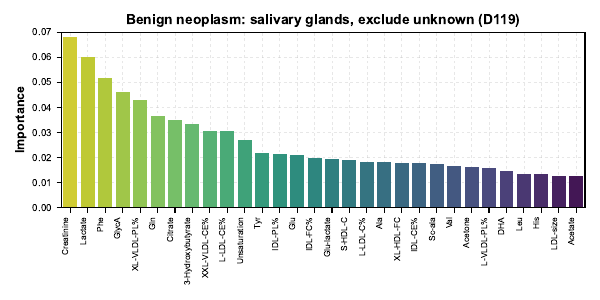 Benign neoplasm: salivary glands, exclude unknown (D119)
Importance
0.07
0.06
0.05
0.04
0.03
0.02
0.01
0.00
Creatinine
Lactate
Phe
GlycA
XL-VLDL-PL%
Gln
Citrate
3-Hydroxybutyrate
XXL-VLDL-CE%
L-LDL-CE%
Unsaturation
Tyr
IDL-PL%
Glu
IDL-FC%
Glu-lactate
S-HDL-C
L-LDL-C%
Ala
XL-HDL-FC
IDL-CE%
Sc-ala
Val
Acetone
L-VLDL-PL%
DHA
Leu
His
LDL-size
Acetate